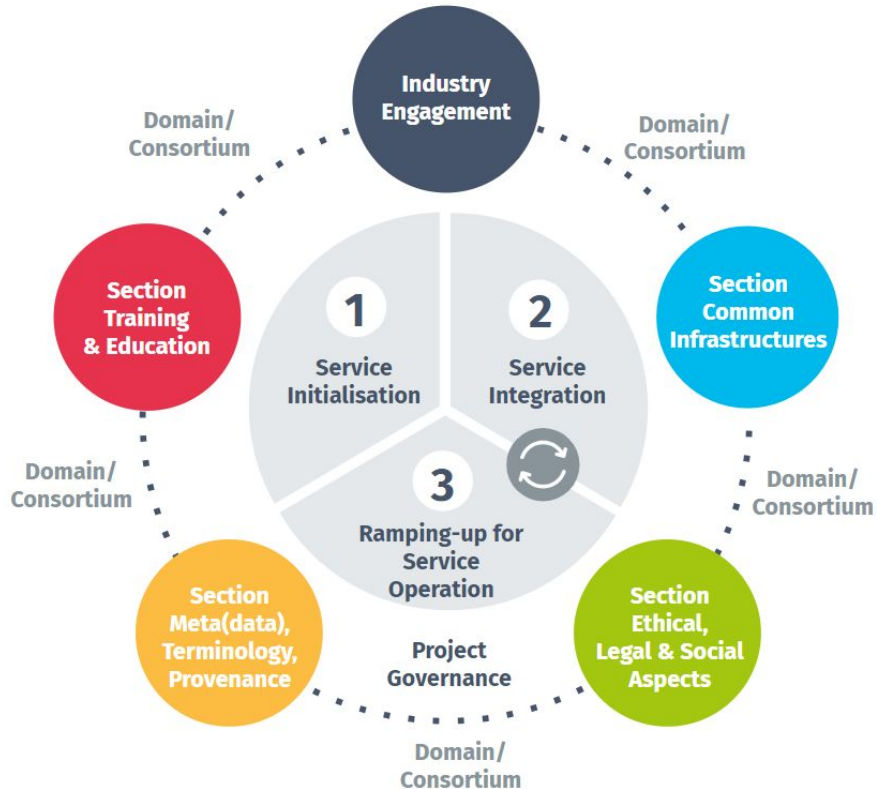 Industry
Engagement
Domain/
Consortium
Domain/
Consortium
Section
Training
& Education
1
Service
Initialisation
2
Service
Integration
Section
Common
Infrastructures
Domain/
Consortium
3
Ramping-up for
Service
Operation
Domain/
Consortium
Section
Meta(data),
Terminology,
Provenance
Project
Governance
Section
Ethical,
Legal & Social
Aspects
Domain/
Consortium